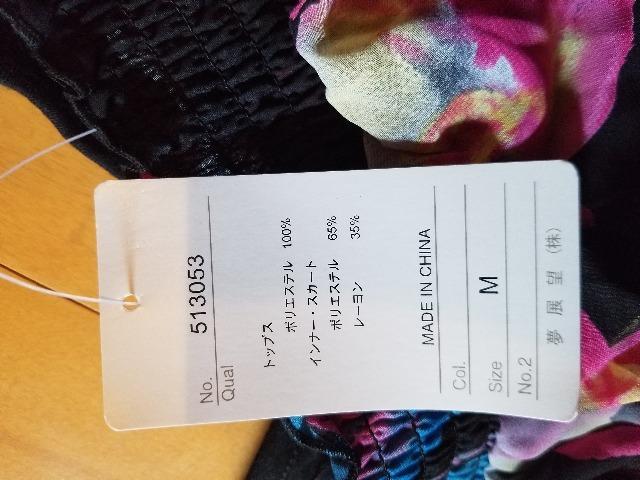 No. 513053
Qual
トップス
ポリエステル 100%
インナー・スカート
ポリエステル 65%
レーヨン 35%
MADE IN CHINA
Col.
Size M
No.2
夢展望(株)